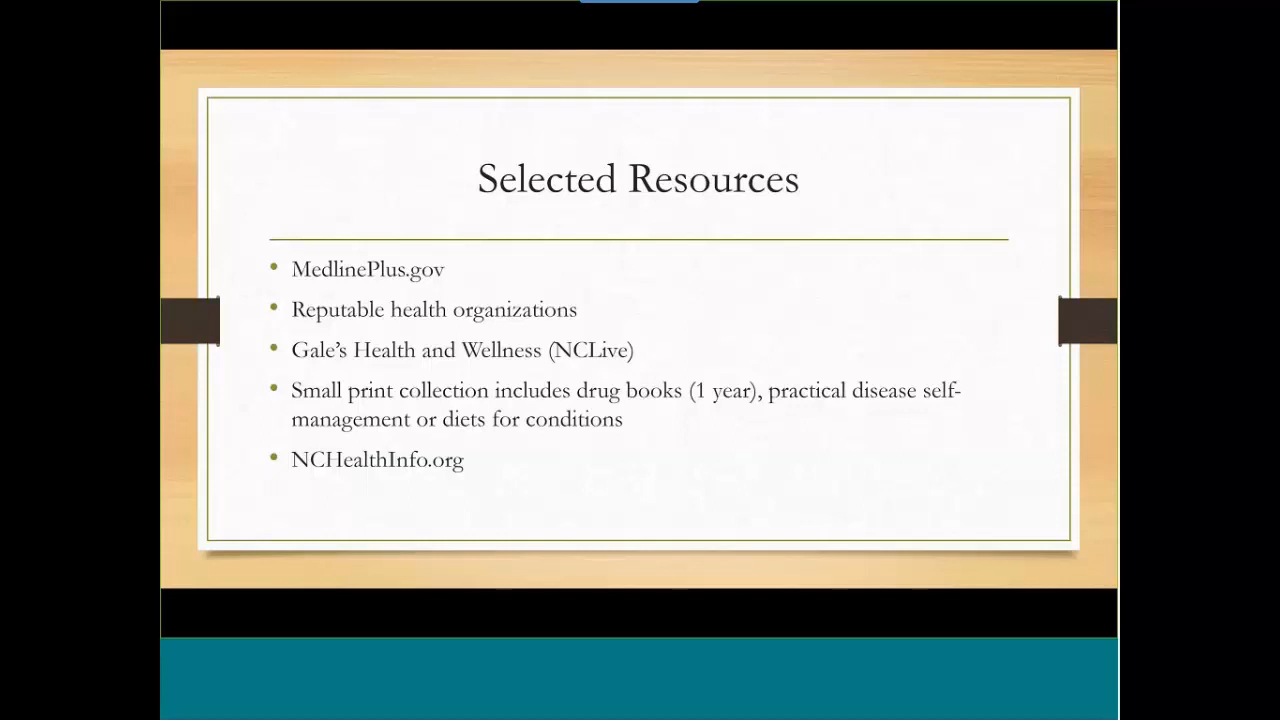 Selected Resources
• MedlinePlus.gov
• Reputable health organizations
• Gale’s Health and Wellness (NCLive)
• Small print collection includes drug books (1 year), practical disease self-
management or diets for conditions
• NCHealthInfo.org